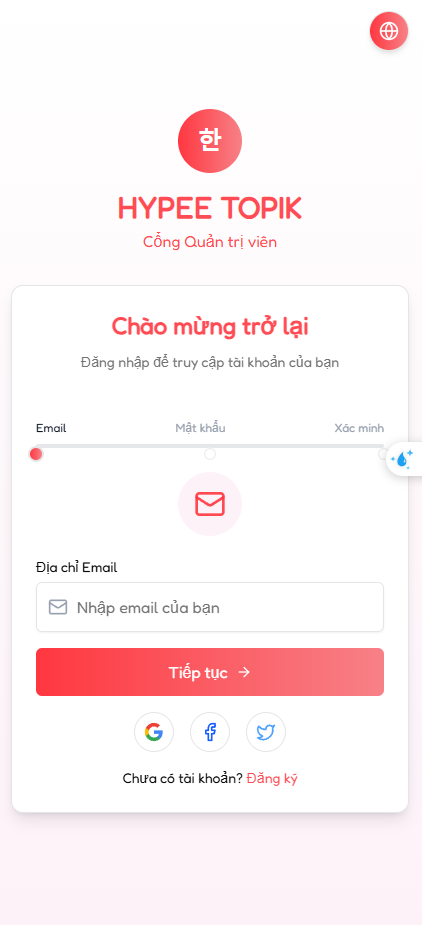 한
HYPEE TOPIK
Cổng Quản trị viên
Chào mừng trở lại
Đăng nhập để truy cập tài khoản của bạn
Email Mật khẩu Xác minh
Địa chỉ Email
Nhập email của bạn
Tiếp tục →
Chưa có tài khoản? Đăng ký